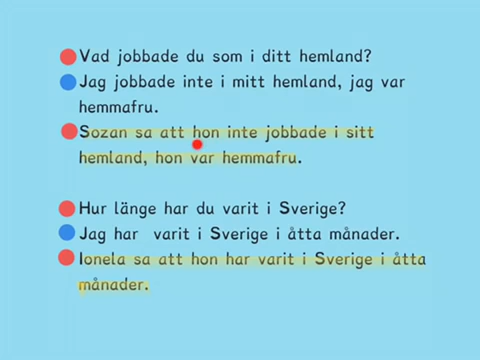 Vad jobbade du som i ditt hemland?
Jag jobbade inte i mitt hemland, jag var
hemmafru.
Sozan sa att hon inte jobbade i sitt
hemland, hon var hemmafru.
Hur länge har du varit i Sverige?
Jag har varit i Sverige i åtta månader.
Ionela sa att hon har varit i Sverige i åtta
månader.